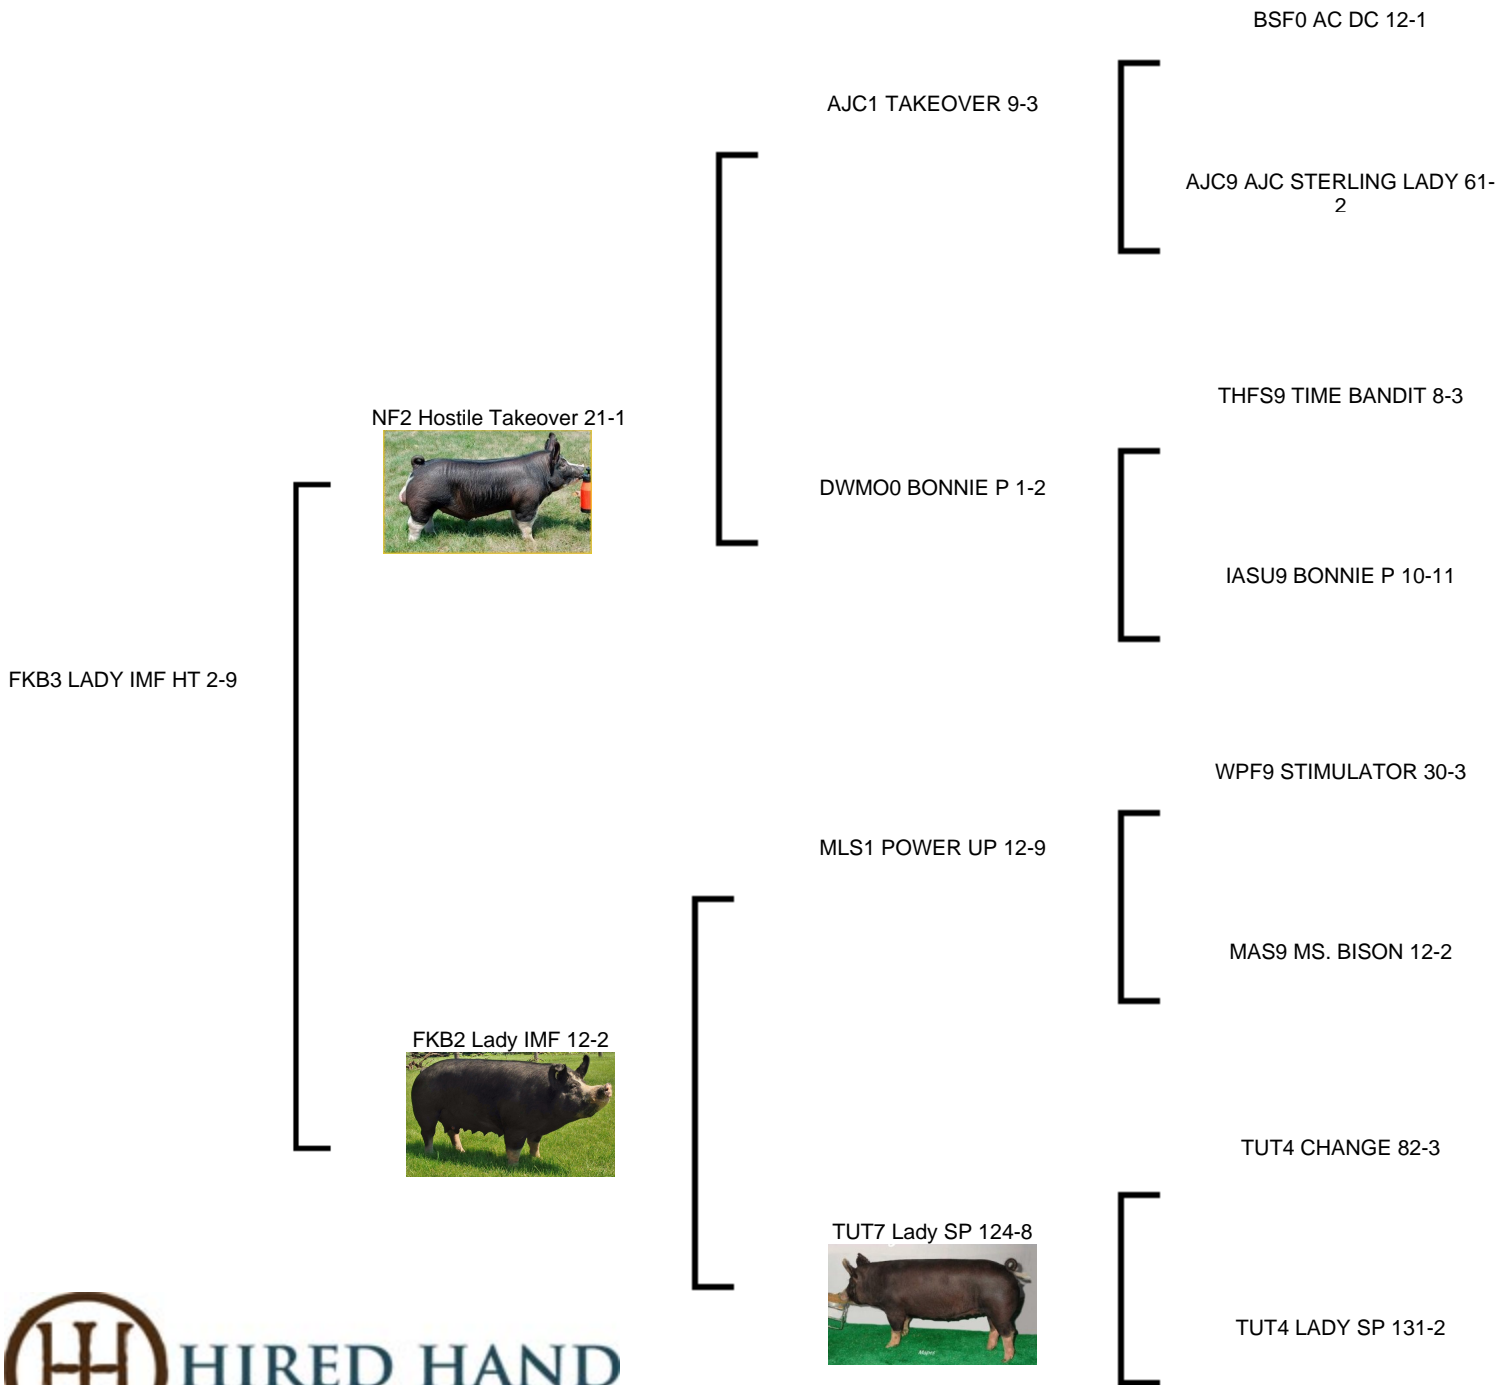 BSF0 AC DC 12-1
AJC1 TAKEOVER 9-3
AJC9 AJC STERLING LADY 61-
2
THFS9 TIME BANDIT 8-3
NF2 Hostile Takeover 21-1
DWMO0 BONNIE P 1-2
IASU9 BONNIE P 10-11
FKB3 LADY IMF HT 2-9
WPF9 STIMULATOR 30-3
MLS1 POWER UP 12-9
MAS9 MS. BISON 12-2
FKB2 Lady IMF 12-2
TUT4 CHANGE 82-3
TUT7 Lady SP 124-8
TUT4 LADY SP 131-2
HIRED HAND